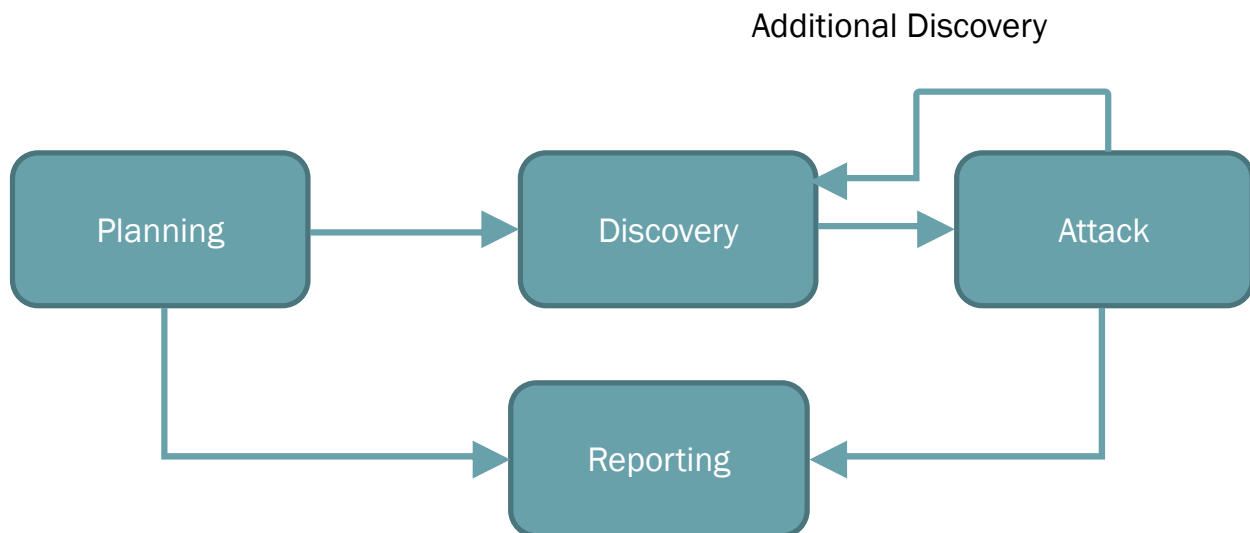 Additional Discovery
Planning
Discovery
Attack
Reporting